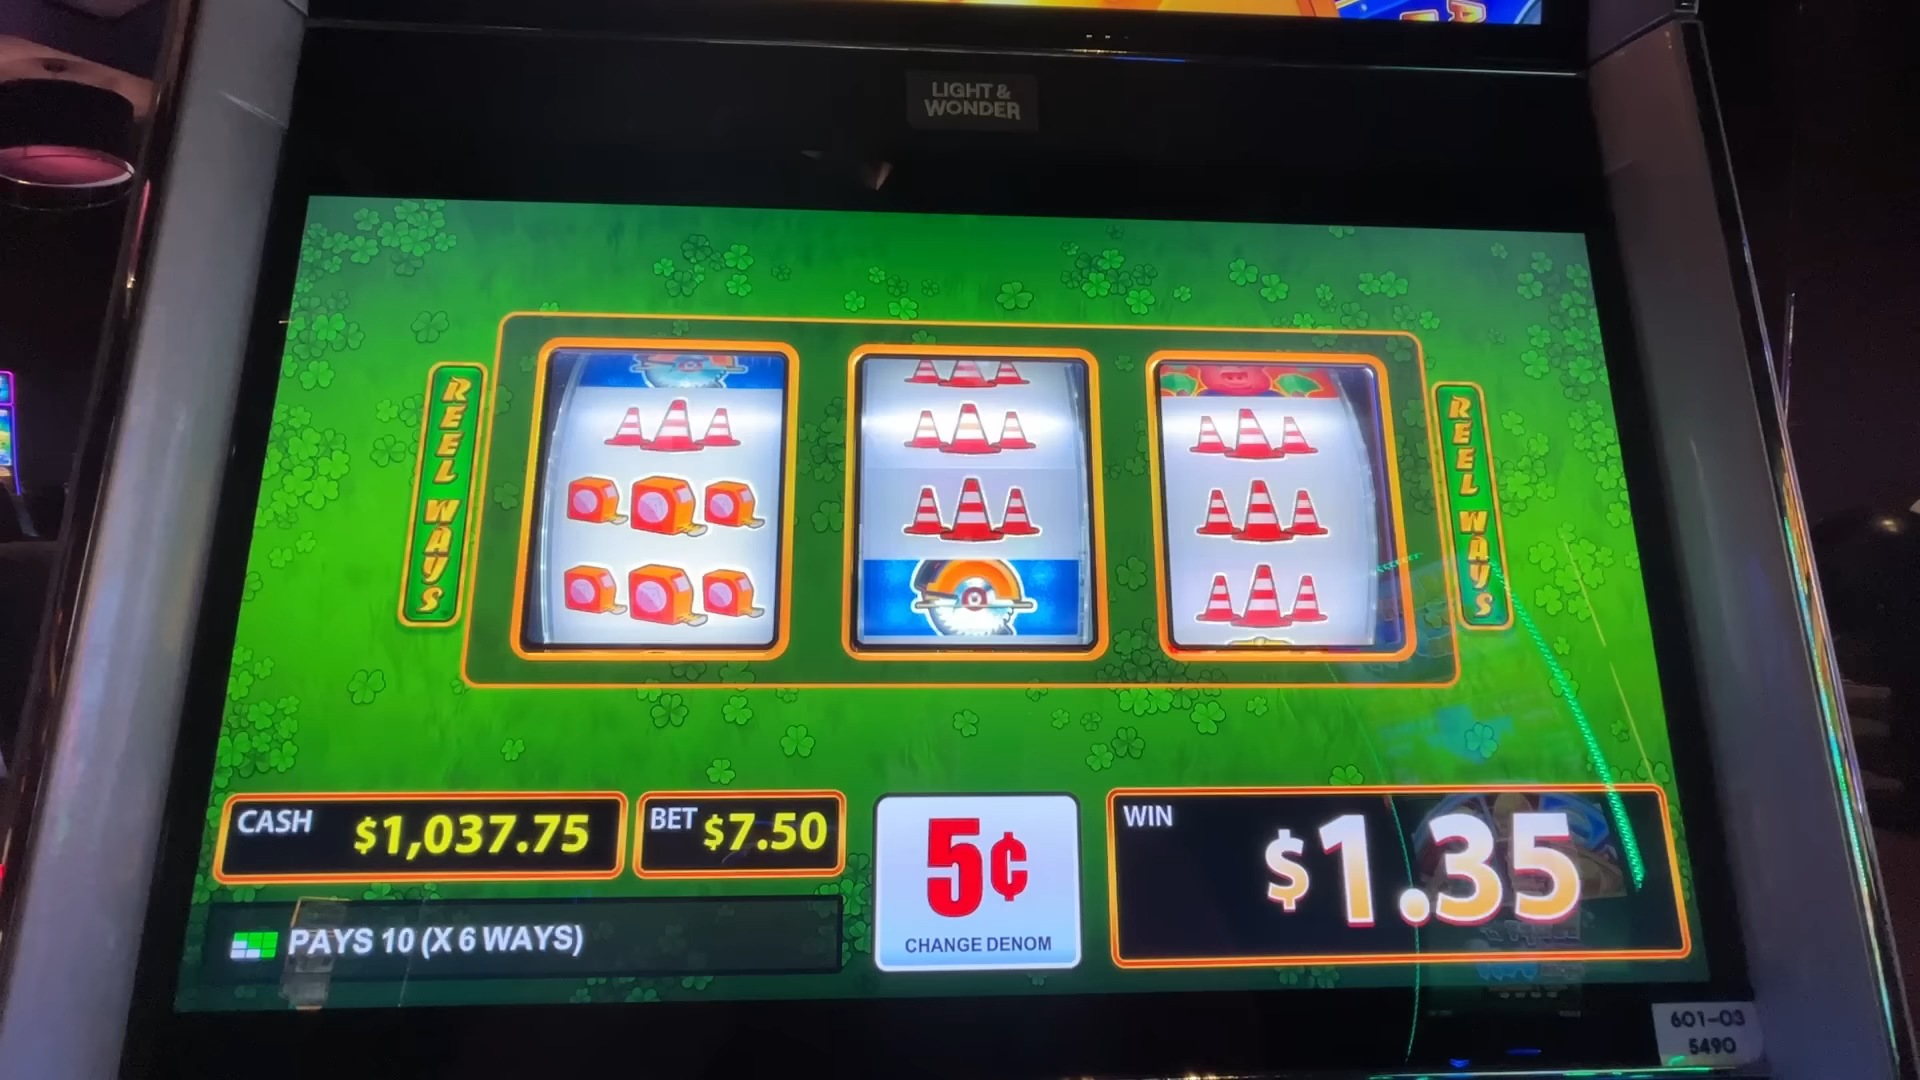 LIGHT &
WONDER
REEL WAYS
REEL WAYS
CASH $1,037.75
BET $7.50
5¢
CHANGE DENOM
WIN $1.35
PAYS 10 (X 6 WAYS)
601-03
5490